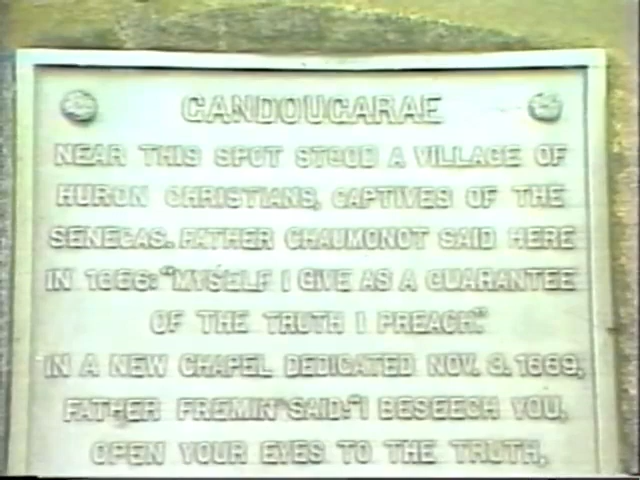 GANDOUGARAE
NEAR THIS SPOT STOOD A VILLAGE OF
HURON CHRISTIANS, CAPTIVES OF THE
SENECAS. FATHER CHAUMONOT SAID HERE
IN 1656: "MYSELF I GIVE AS A GUARANTEE
OF THE TRUTH I PREACH."
IN A NEW CHAPEL DEDICATED NOV. 3, 1669,
FATHER FREMIN SAID: "I BESEECH YOU,
OPEN YOUR EYES TO THE TRUTH,